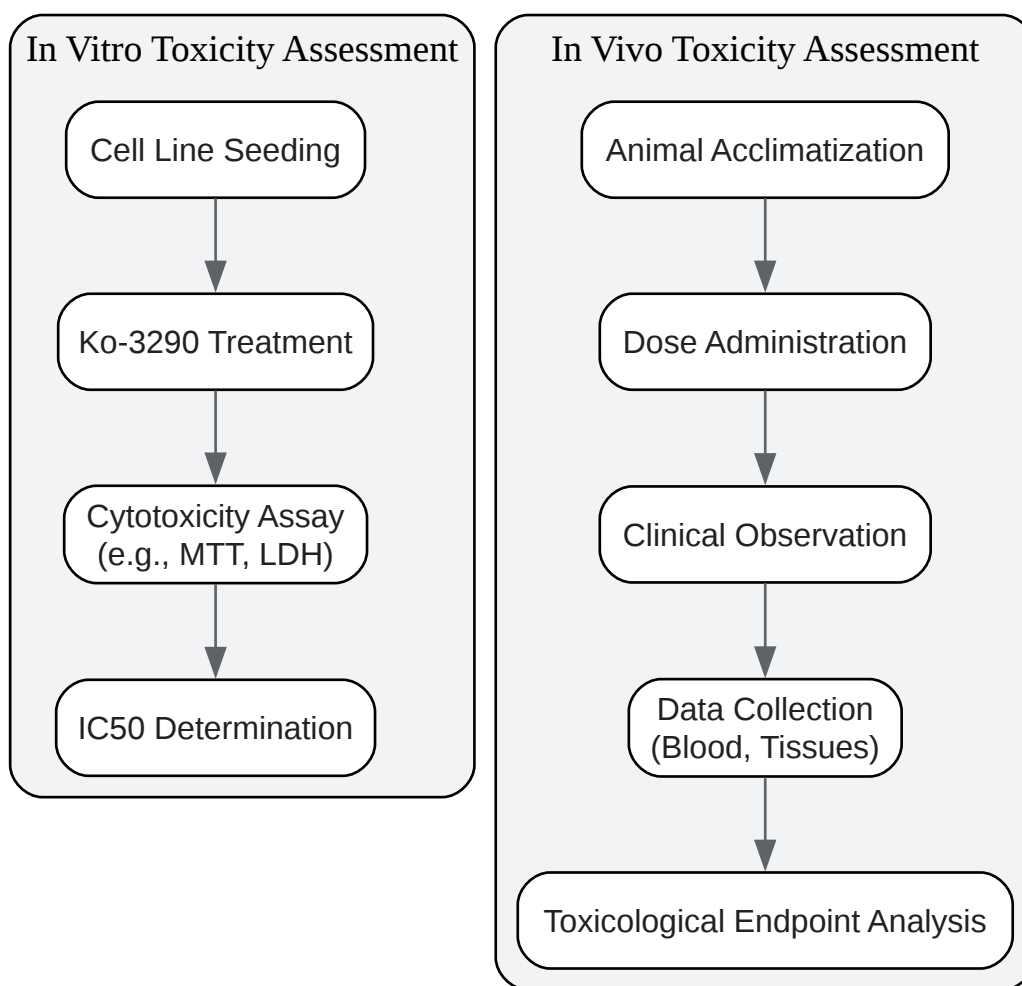 In Vitro Toxicity Assessment
Cell Line Seeding
Ko-3290 Treatment
Cytotoxicity Assay
(e.g., MTT, LDH)
IC50 Determination
In Vivo Toxicity Assessment
Animal Acclimatization
Dose Administration
Clinical Observation
Data Collection
(Blood, Tissues)
Toxicological Endpoint Analysis